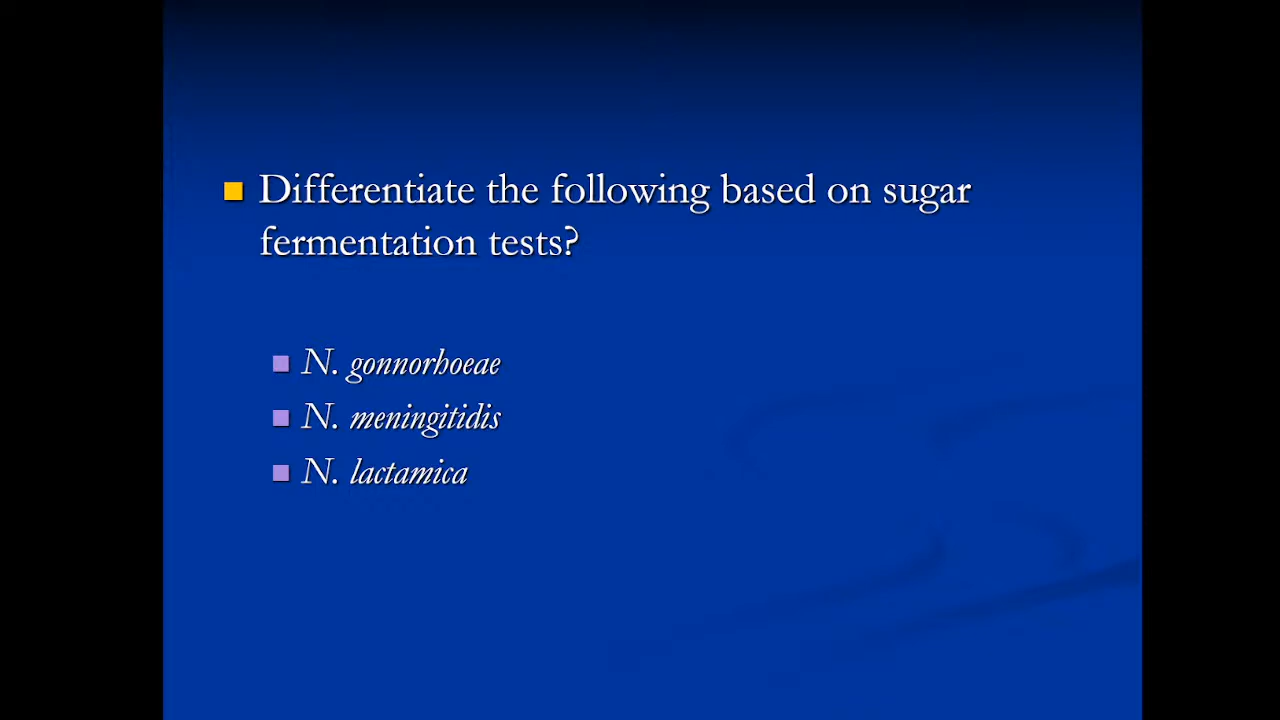 Differentiate the following based on sugar
fermentation tests?
N. gonnorhoeae
N. meningitidis
N. lactamica